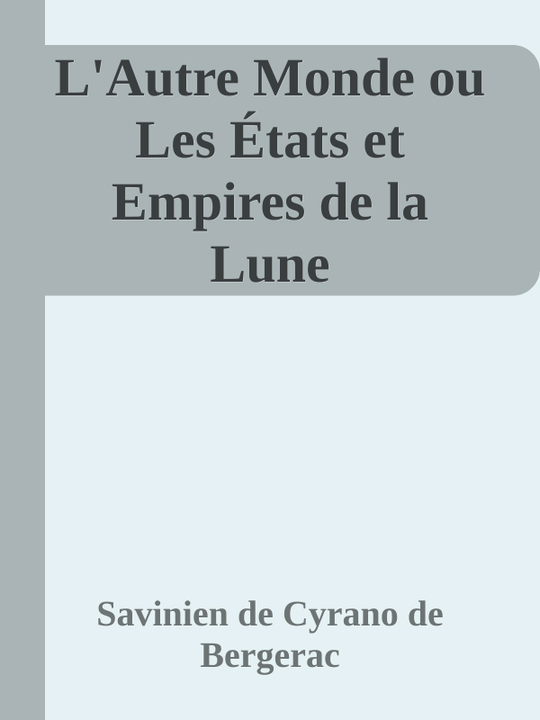 L'Autre Monde ou
Les États et
Empires de la
Lune
Savinien de Cyrano de
Bergerac